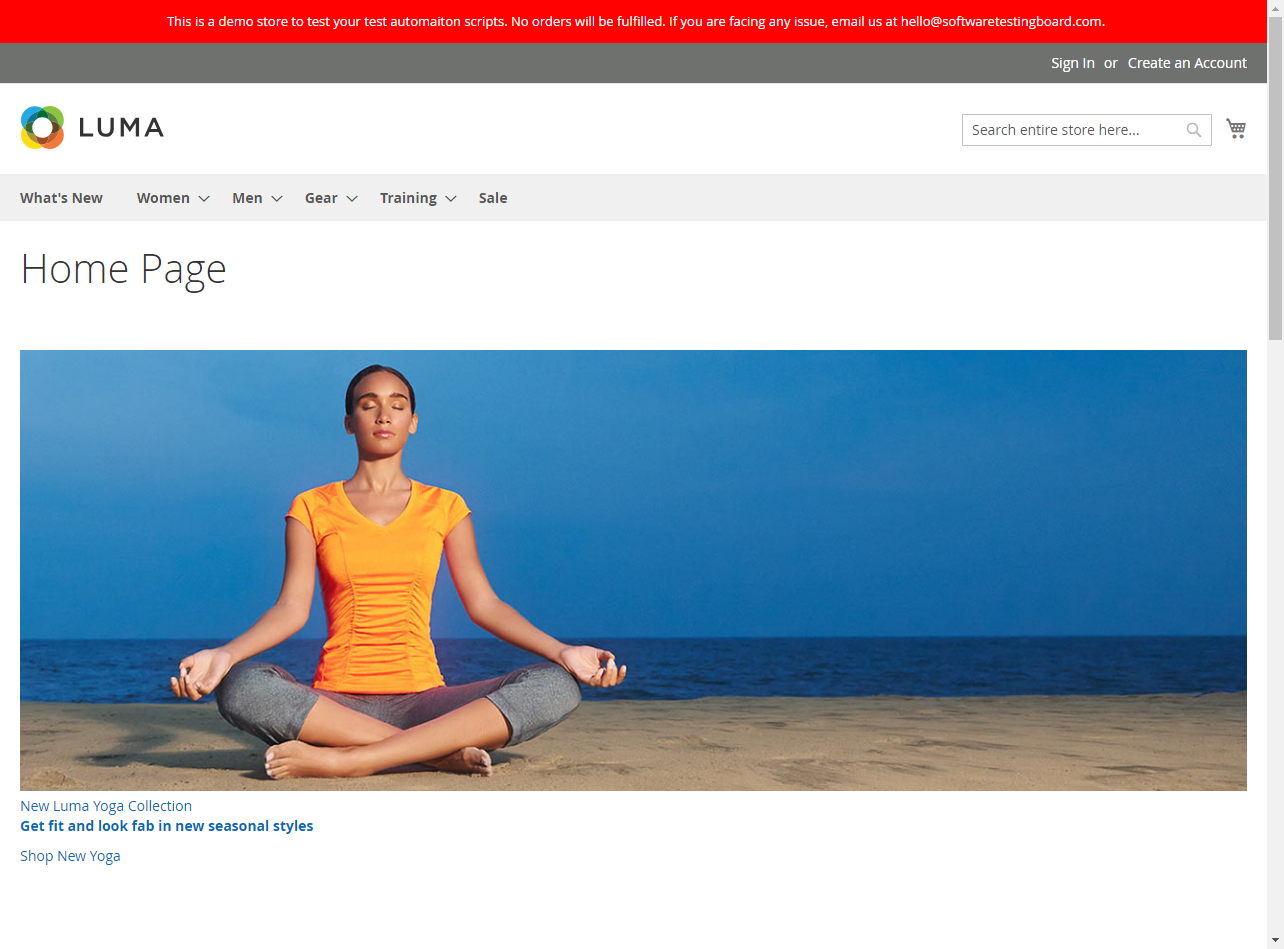 This is a demo store to test your test automaiton scripts. No orders will be fulfilled. If you are facing any issue, email us at hello@softwaretestingboard.com.
Sign In or Create an Account
LUMA
Search entire store here...
What's New Women Men Gear Training Sale
Home Page
New Luma Yoga Collection
Get fit and look fab in new seasonal styles
Shop New Yoga